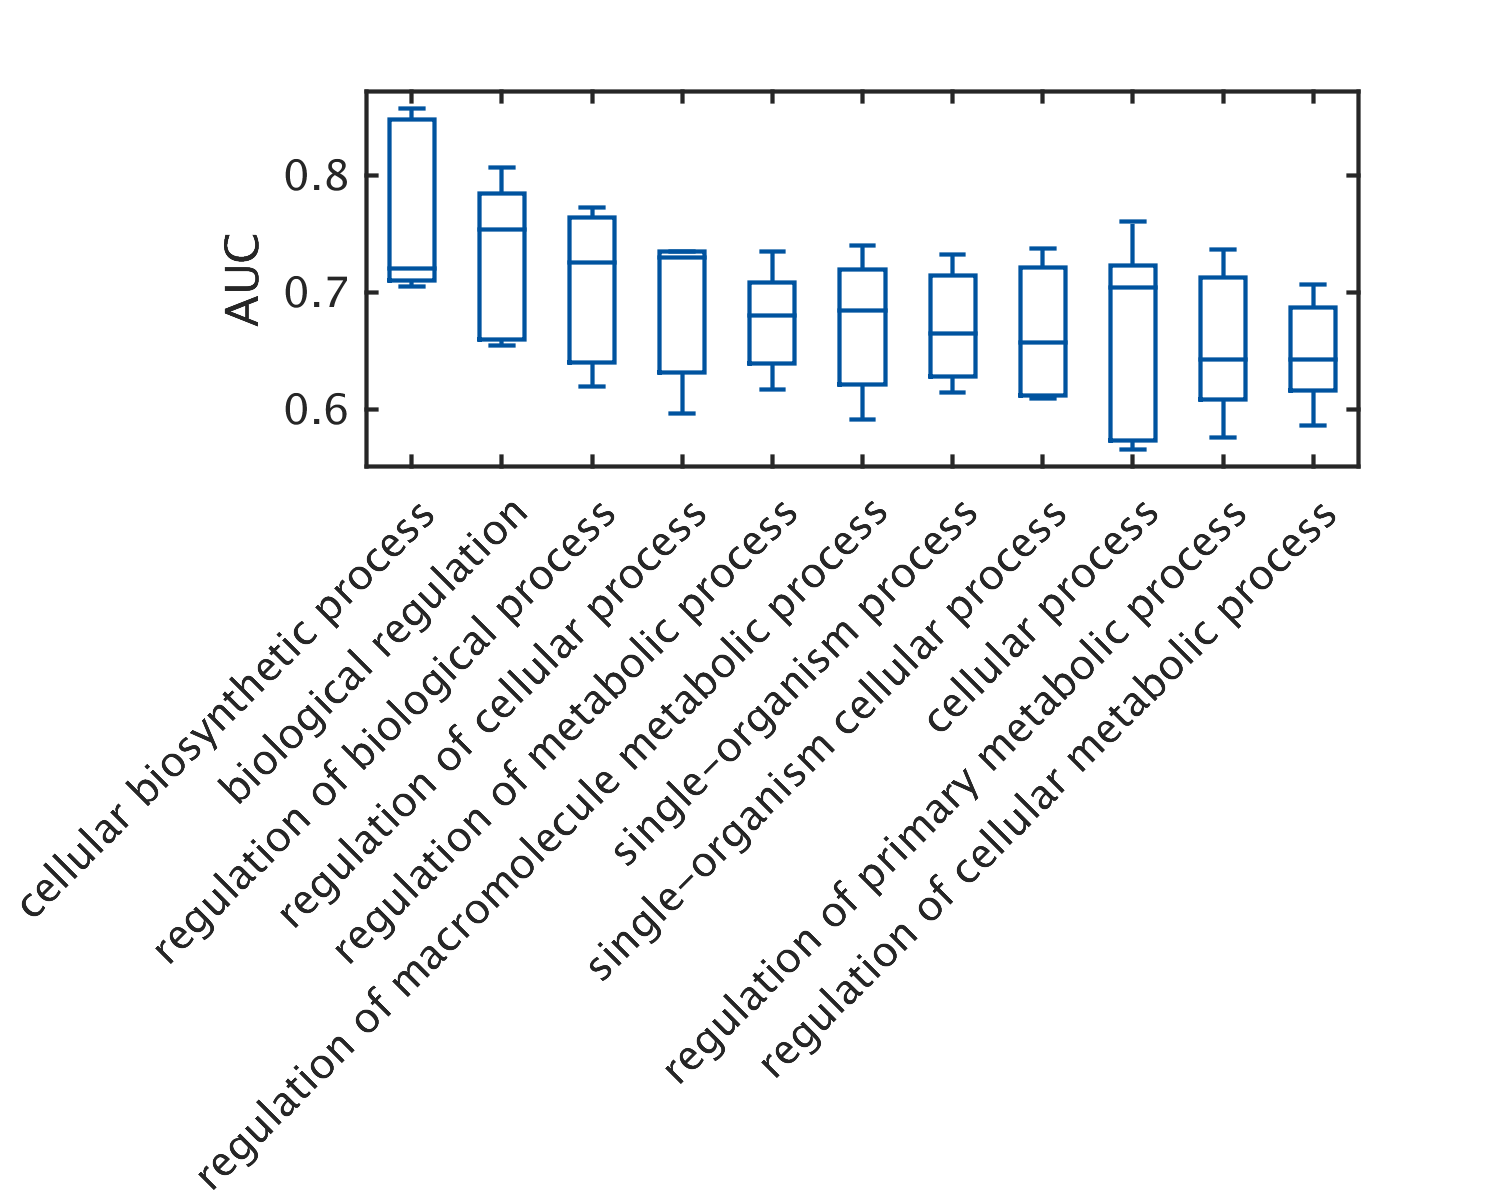 0.8
0.7
0.6
AUC
cellular biosynthetic process
biological regulation
regulation of biological process
regulation of cellular process
regulation of metabolic process
regulation of macromolecule metabolic process
single−organism process
single−organism cellular process
cellular process
regulation of primary metabolic process
regulation of cellular metabolic process